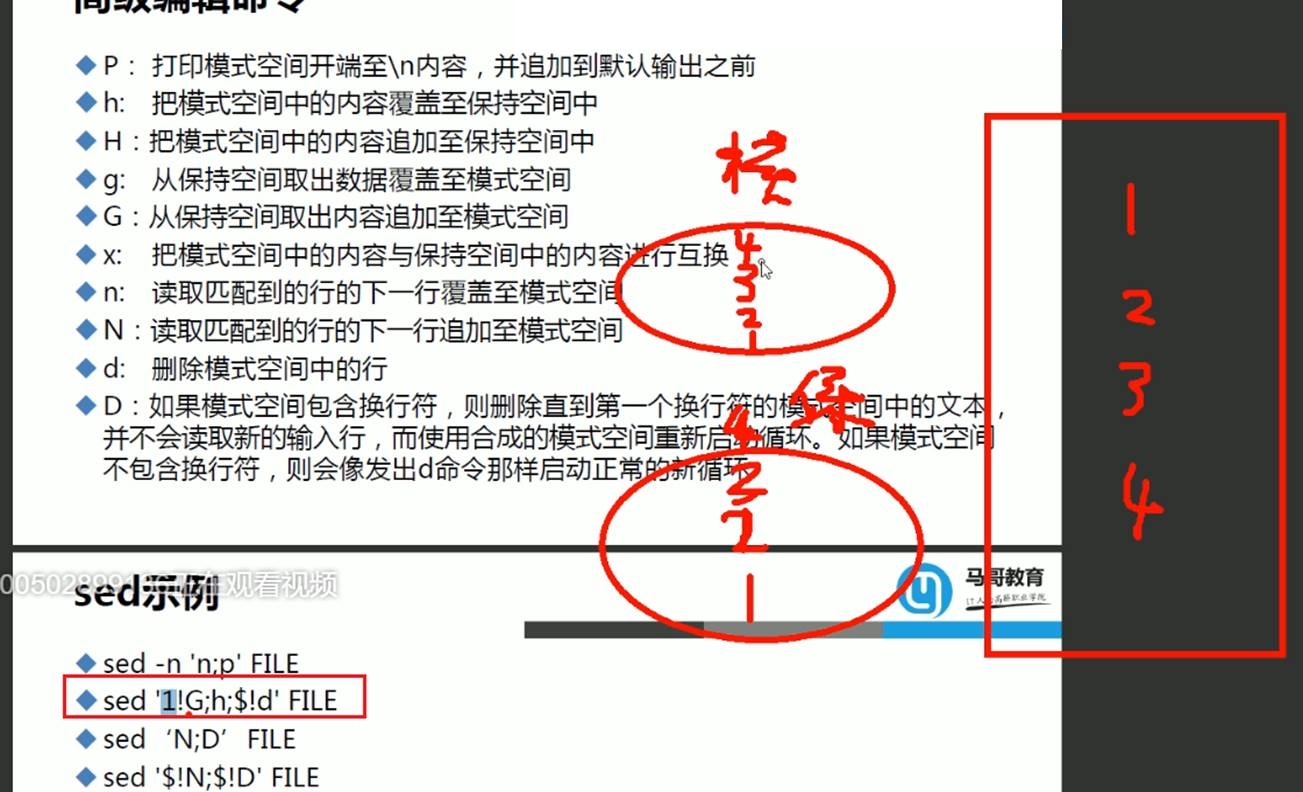 高级编辑命令
P： 打印模式空间开端至\n内容，并追加到默认输出之前
h: 把模式空间中的内容覆盖至保持空间中
H：把模式空间中的内容追加至保持空间中
g: 从保持空间取出数据覆盖至模式空间
G：从保持空间取出内容追加至模式空间
x: 把模式空间中的内容与保持空间中的内容进行互换
n: 读取匹配到的行的下一行覆盖至模式空间
N：读取匹配到的行的下一行追加至模式空间
d: 删除模式空间中的行
D：如果模式空间包含换行符，则删除直到第一个换行符的模式空间中的文本，
并不会读取新的输入行，而使用合成的模式空间重新启动循环。如果模式空间
不包含换行符，则会像发出d命令那样启动正常的新循环
模
4
3
2
1
保
4
3
2
1
1
2
3
4
正在观看视频
sed示例
马哥教育
sed -n 'n;p' FILE
sed '1!G;h;$!d' FILE
sed ‘N;D’ FILE
sed '$!N;$!D' FILE